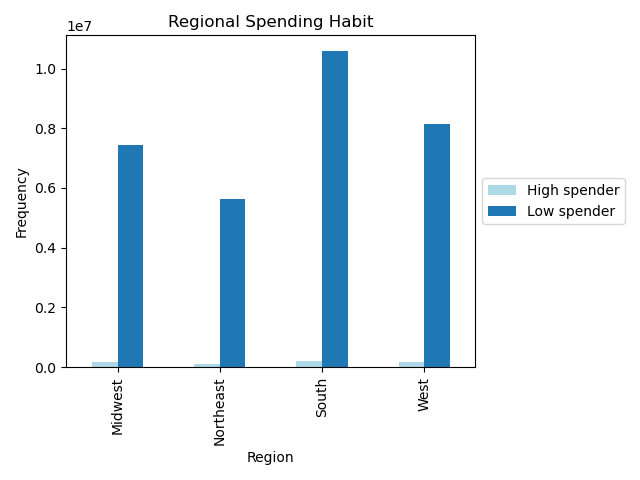 Regional Spending Habit
1e7
1.0
0.8
0.6
0.4
0.2
0.0
Frequency
High spender
Low spender
Midwest
Northeast
South
West
Region